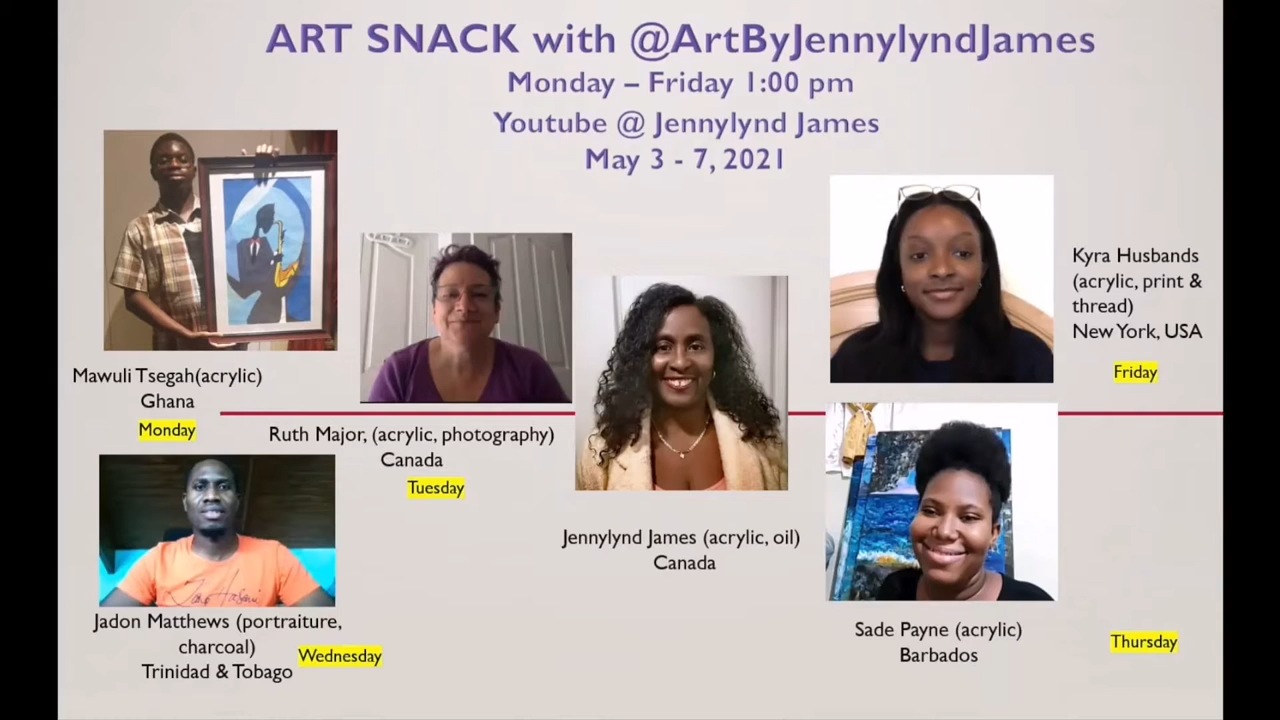 ART SNACK with @ArtByJennylyndJames
Monday – Friday 1:00 pm
Youtube @ Jennylynd James
May 3 - 7, 2021
Mawuli Tsegah(acrylic)
Ghana
Monday
Ruth Major, (acrylic, photography)
Canada
Tuesday
Jadon Matthews (portraiture,
charcoal)
Trinidad & Tobago
Wednesday
Jennylynd James (acrylic, oil)
Canada
Kyra Husbands
(acrylic, print &
thread)
New York, USA
Friday
Sade Payne (acrylic)
Barbados
Thursday